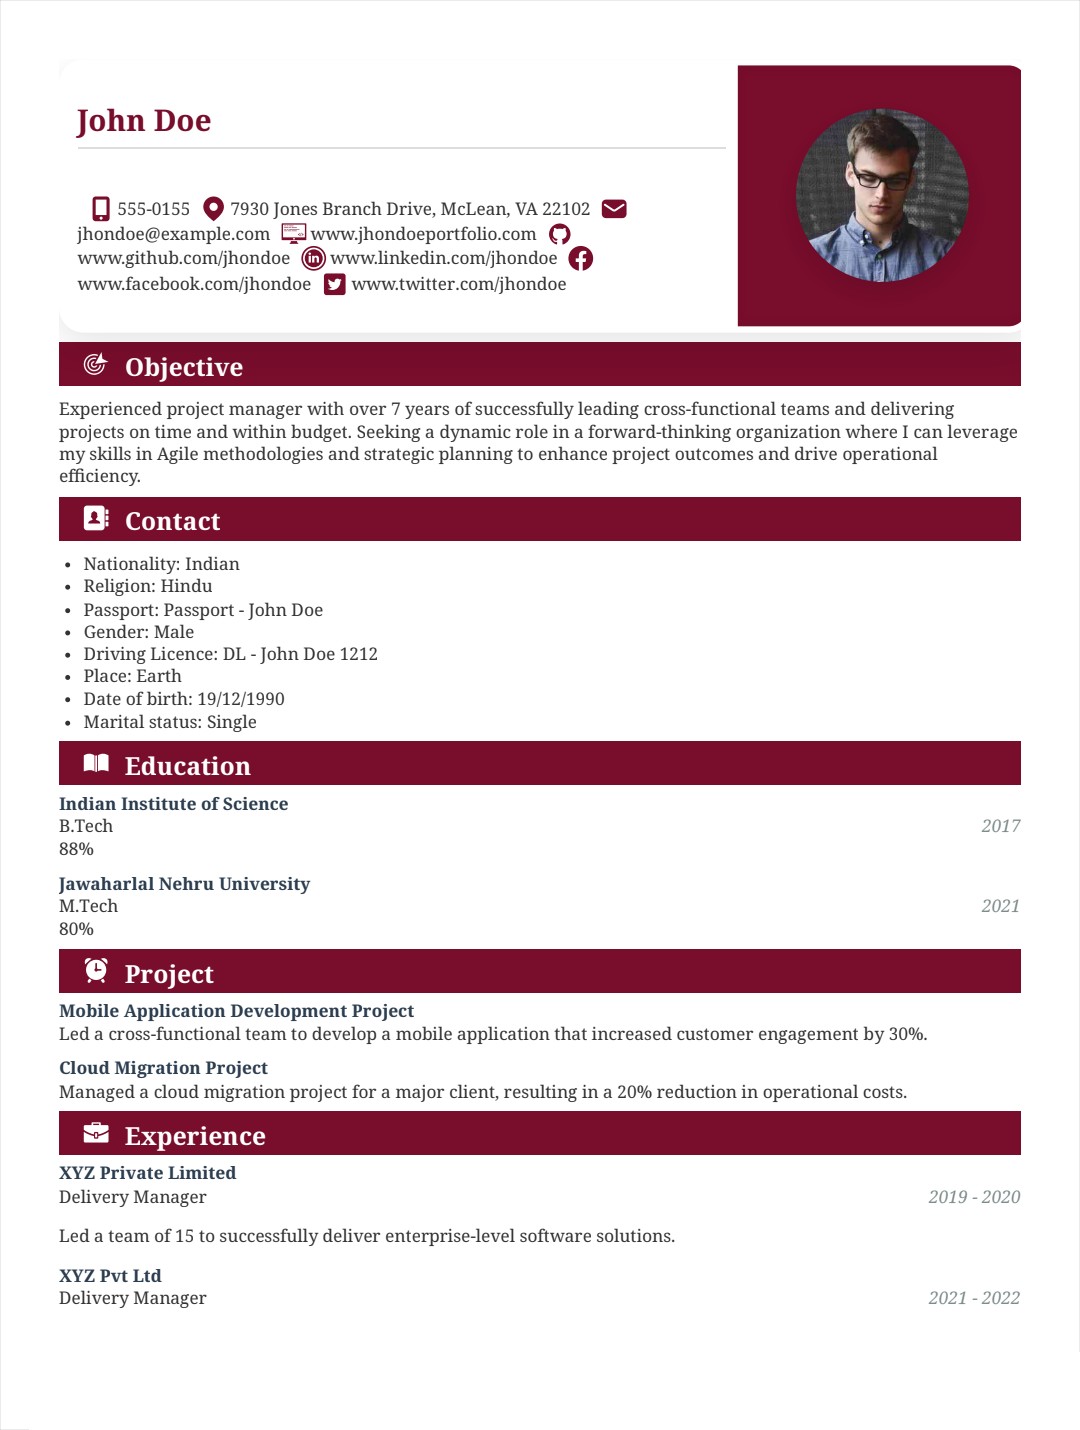 John Doe
555-0155 7930 Jones Branch Drive, McLean, VA 22102
jhondoe@example.com www.jhondoeportfolio.com
www.github.com/jhondoe www.linkedin.com/jhondoe
www.facebook.com/jhondoe www.twitter.com/jhondoe
Objective
Experienced project manager with over 7 years of successfully leading cross-functional teams and delivering
projects on time and within budget. Seeking a dynamic role in a forward-thinking organization where I can leverage
my skills in Agile methodologies and strategic planning to enhance project outcomes and drive operational
efficiency.
Contact
• Nationality: Indian
• Religion: Hindu
• Passport: Passport - John Doe
• Gender: Male
• Driving Licence: DL - John Doe 1212
• Place: Earth
• Date of birth: 19/12/1990
• Marital status: Single
Education
Indian Institute of Science
B.Tech 2017
88%
Jawaharlal Nehru University
M.Tech 2021
80%
Project
Mobile Application Development Project
Led a cross-functional team to develop a mobile application that increased customer engagement by 30%.
Cloud Migration Project
Managed a cloud migration project for a major client, resulting in a 20% reduction in operational costs.
Experience
XYZ Private Limited
Delivery Manager 2019 - 2020
Led a team of 15 to successfully deliver enterprise-level software solutions.
XYZ Pvt Ltd
Delivery Manager 2021 - 2022